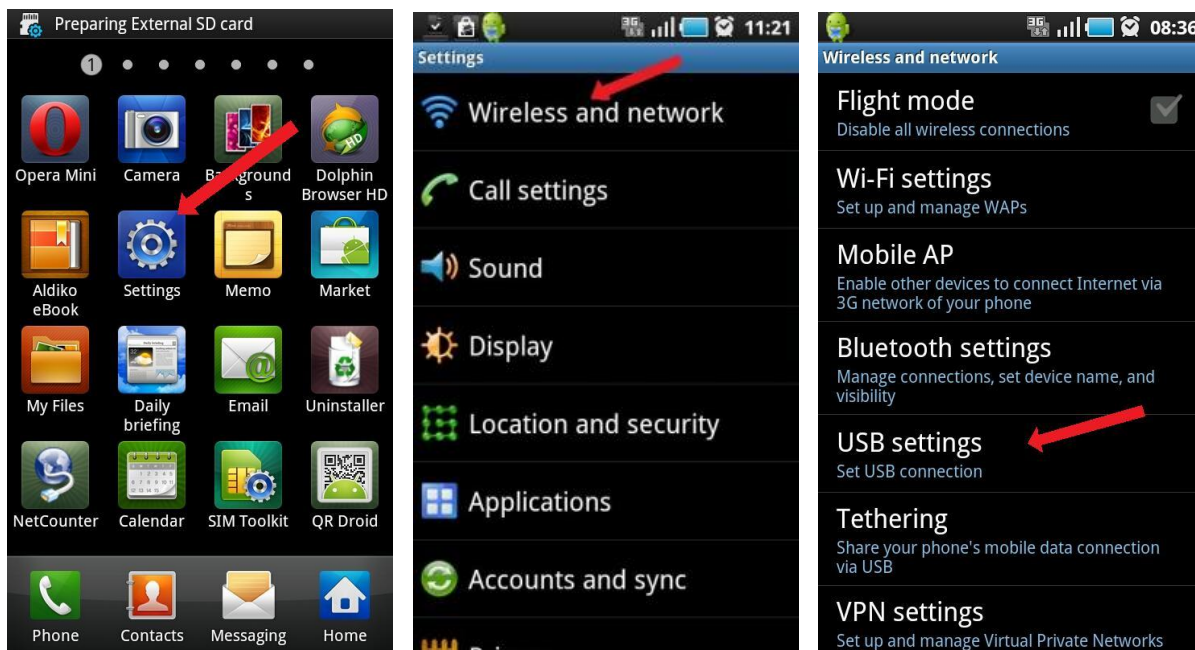 Preparing External SD card
1
Opera Mini
Camera
Background
s
Dolphin
Browser HD
HD
Aldiko
eBook
Settings
Memo
Market
My Files
Daily
briefing
Email
Uninstaller
NetCounter
Calendar
SIM Toolkit
QR Droid
Phone
Contacts
Messaging
Home
3G 11:21
Settings
Wireless and network
Call settings
Sound
Display
Location and security
Applications
Accounts and sync
3G 08:36
Wireless and network
Flight mode
Disable all wireless connections
Wi-Fi settings
Set up and manage WAPs
Mobile AP
Enable other devices to connect Internet via
3G network of your phone
Bluetooth settings
Manage connections, set device name, and
visibility
USB settings
Set USB connection
Tethering
Share your phone's mobile data connection
via USB
VPN settings
Set up and manage Virtual Private Networks